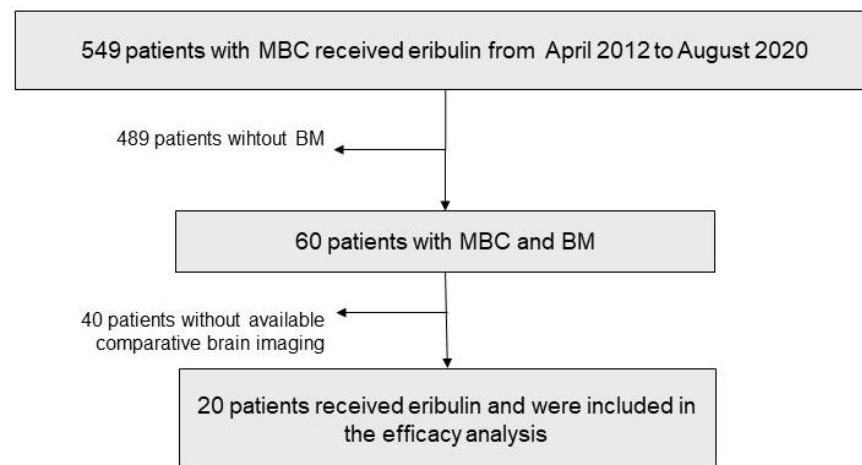 549 patients with MBC received eribulin from April 2012 to August 2020
489 patients wihtout BM
60 patients with MBC and BM
40 patients without available
comparative brain imaging
20 patients received eribulin and were included in
the efficacy analysis